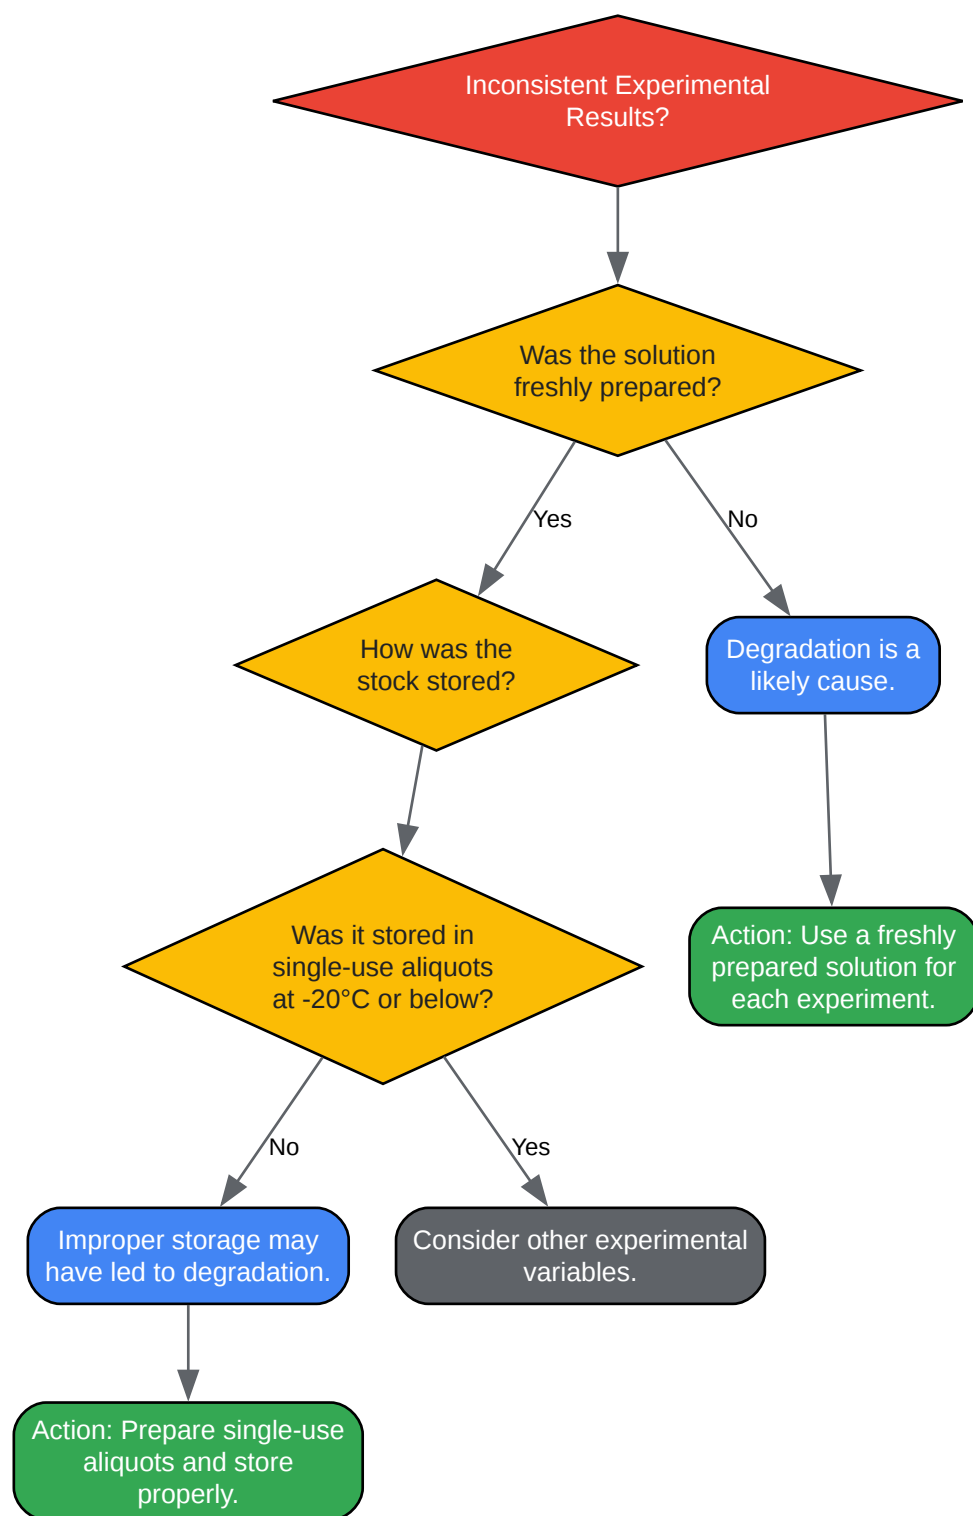 Inconsistent Experimental
Results?
Was the solution
freshly prepared?
Yes
No
How was the
stock stored?
Degradation is a
likely cause.
Was it stored in
single-use aliquots
at -20°C or below?
Action: Use a freshly
prepared solution for
each experiment.
No
Yes
Improper storage may
have led to degradation.
Consider other experimental
variables.
Action: Prepare single-use
aliquots and store
properly.